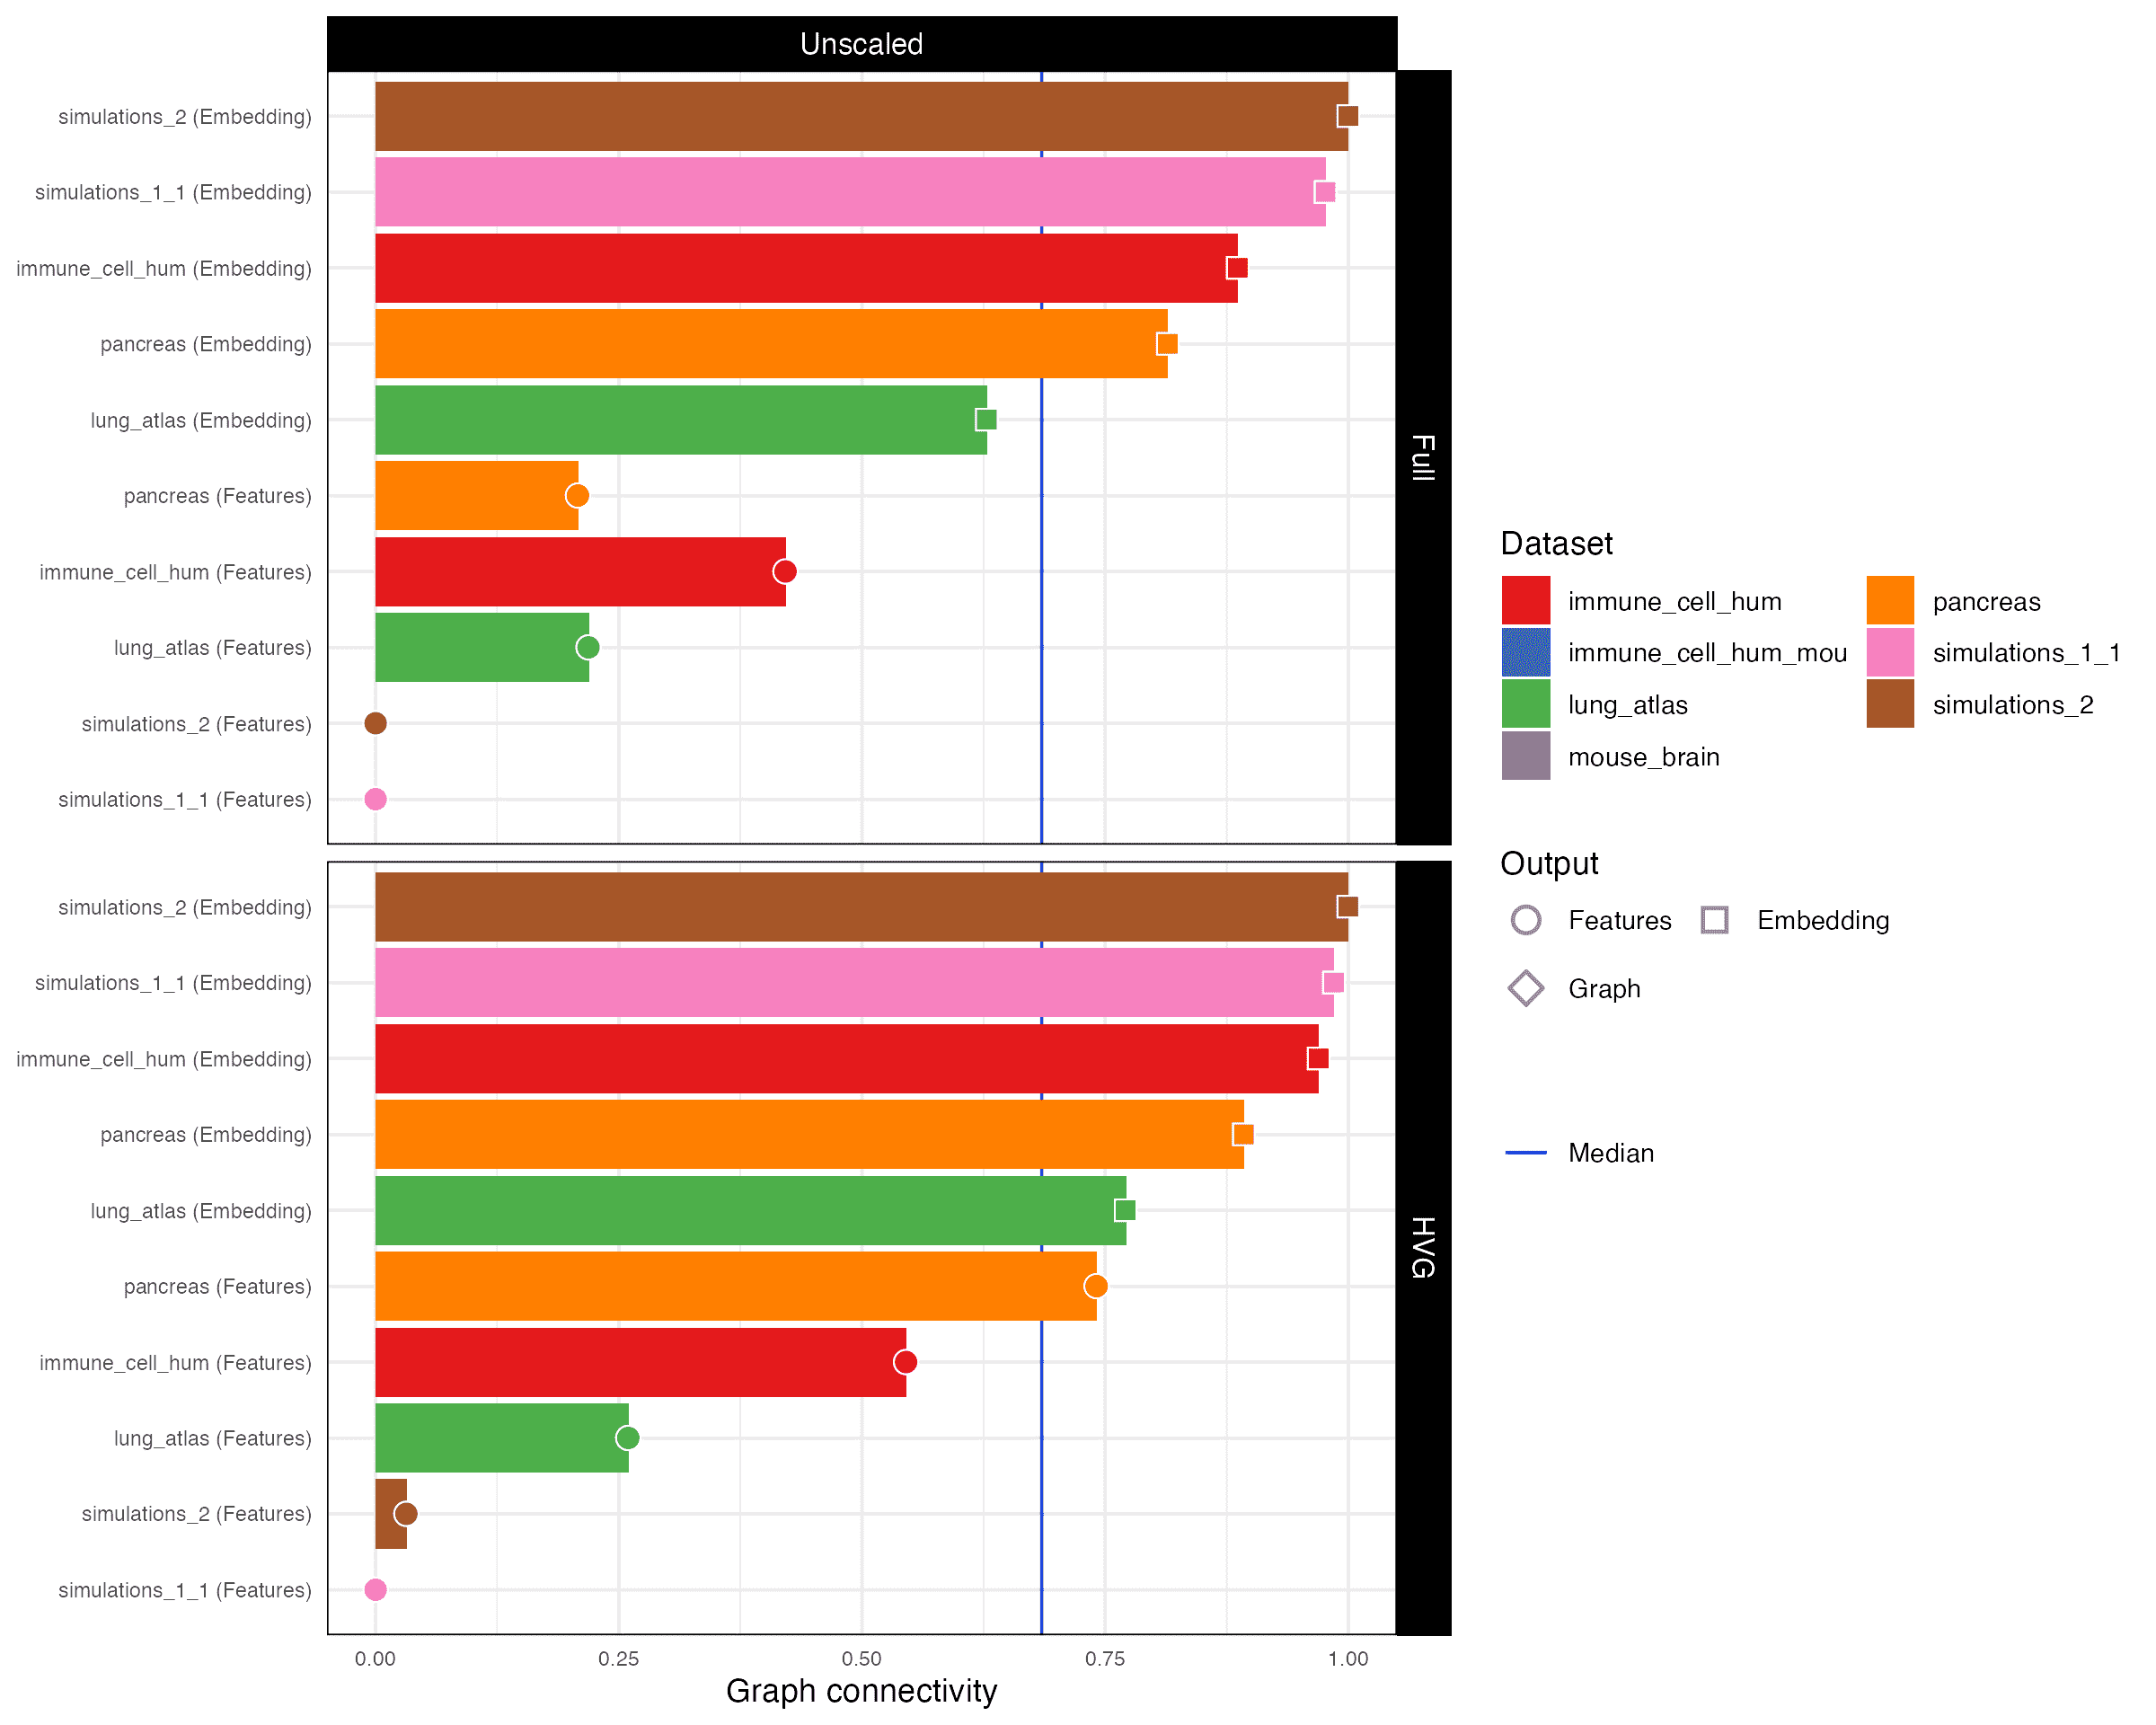 Unscaled
simulations_2 (Embedding)
simulations_1_1 (Embedding)
immune_cell_hum (Embedding)
pancreas (Embedding)
lung_atlas (Embedding)
pancreas (Features)
immune_cell_hum (Features)
lung_atlas (Features)
simulations_2 (Features)
simulations_1_1 (Features)
Full
simulations_2 (Embedding)
simulations_1_1 (Embedding)
immune_cell_hum (Embedding)
pancreas (Embedding)
lung_atlas (Embedding)
pancreas (Features)
immune_cell_hum (Features)
lung_atlas (Features)
simulations_2 (Features)
simulations_1_1 (Features)
HVG
0.00 0.25 0.50 0.75 1.00
Graph connectivity
Dataset
immune_cell_hum pancreas
immune_cell_hum_mou simulations_1_1
lung_atlas simulations_2
mouse_brain
Output
Features Embedding
Graph
Median